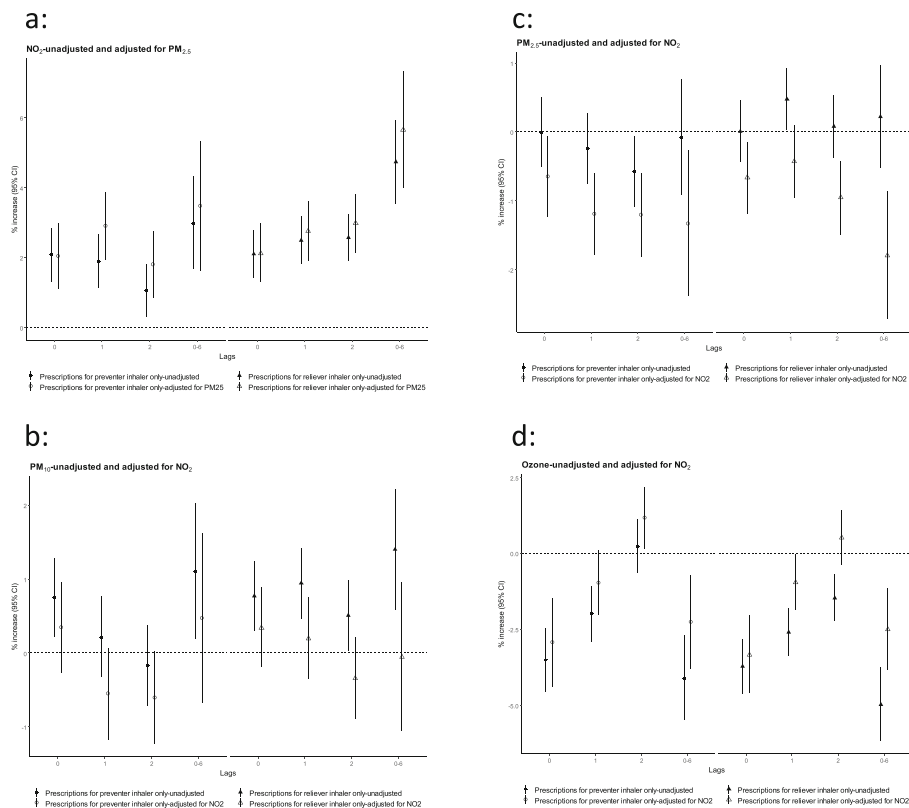 a:
NO2-unadjusted and adjusted for PM2.5
% increase (95% CI)
6
4
2
0
0 1 2 0-6 0 1 2 0-6
Lags
Prescriptions for preventer inhaler only-unadjusted
Prescriptions for reliever inhaler only-unadjusted
Prescriptions for preventer inhaler only-adjusted for PM25
Prescriptions for reliever inhaler only-adjusted for PM25
b:
PM10-unadjusted and adjusted for NO2
% increase (95% CI)
2
1
0
-1
0 1 2 0-6 0 1 2 0-6
Lags
Prescriptions for preventer inhaler only-unadjusted
Prescriptions for reliever inhaler only-unadjusted
Prescriptions for preventer inhaler only-adjusted for NO2
Prescriptions for reliever inhaler only-adjusted for NO2
c:
PM2.5-unadjusted and adjusted for NO2
% increase (95% CI)
1
0
-1
-2
0 1 2 0-6 0 1 2 0-6
Lags
Prescriptions for preventer inhaler only-unadjusted
Prescriptions for reliever inhaler only-unadjusted
Prescriptions for preventer inhaler only-adjusted for NO2
Prescriptions for reliever inhaler only-adjusted for NO2
d:
Ozone-unadjusted and adjusted for NO2
% increase (95% CI)
2.5
0.0
-2.5
-5.0
0 1 2 0-6 0 1 2 0-6
Lags
Prescriptions for preventer inhaler only-unadjusted
Prescriptions for reliever inhaler only-unadjusted
Prescriptions for preventer inhaler only-adjusted for NO2
Prescriptions for reliever inhaler only-adjusted for NO2